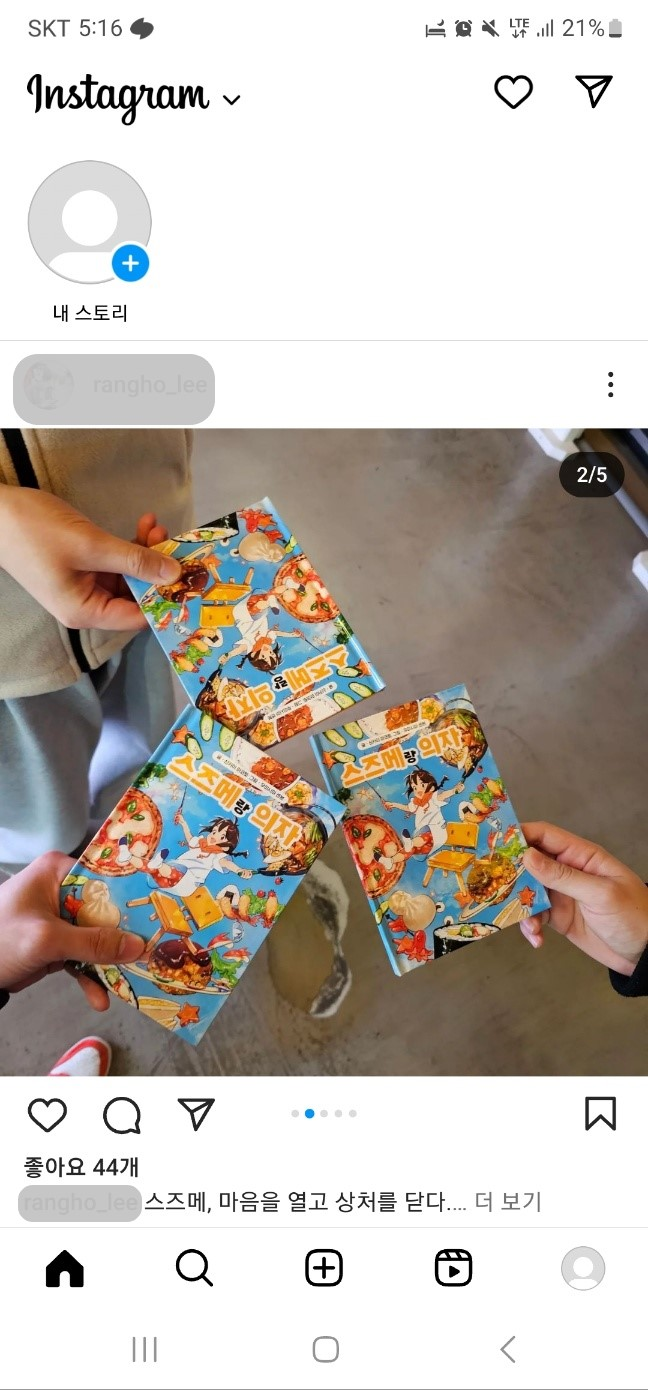 SKT 5:16
LTE 21%
Instagram
내 스토리
rangho_lee
2/5
스즈메랑 의자
스즈메랑 의자
스즈메랑 의자
좋아요 44개
rangho_lee 스즈메, 마음을 열고 상처를 닫다.... 더 보기